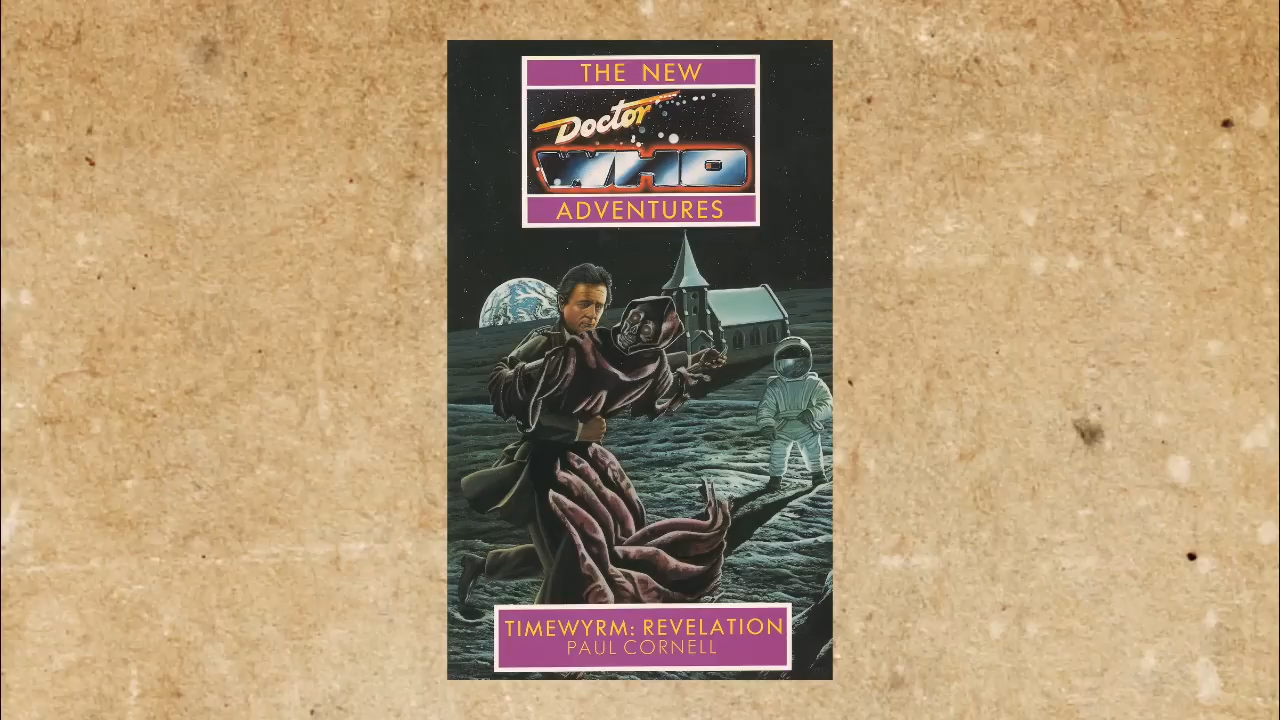 THE NEW
Doctor
WHO
ADVENTURES
TIMEWYRM: REVELATION
PAUL CORNELL